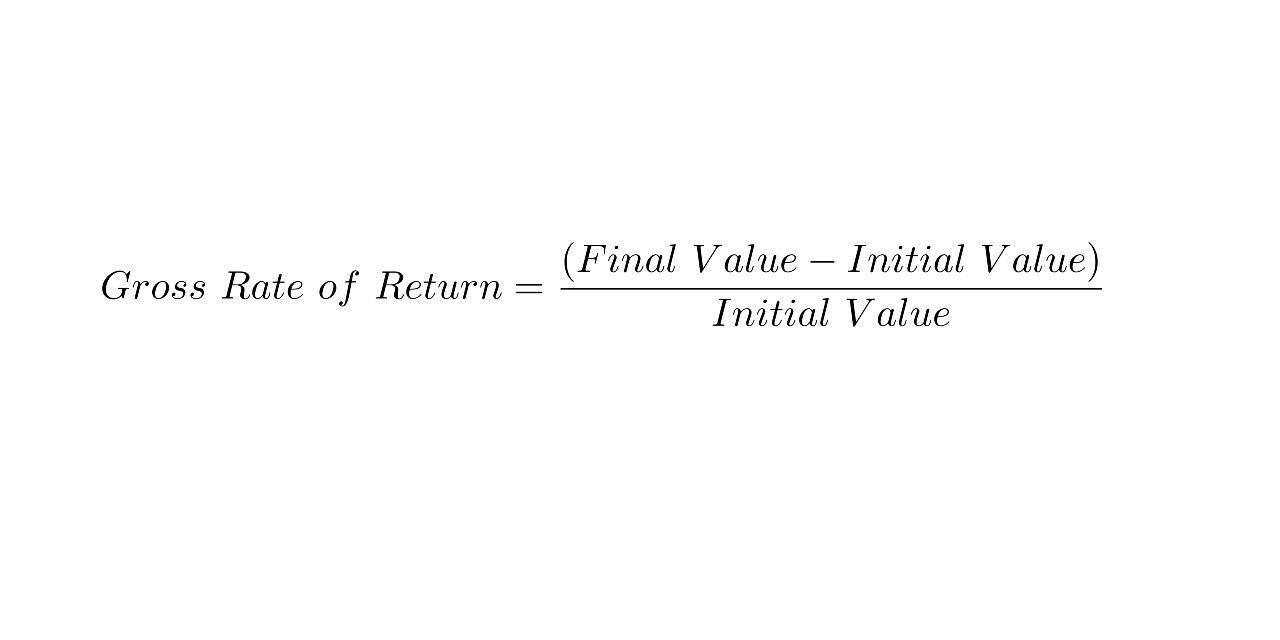 Gross Rate of Return = (Final Value − Initial Value)
Initial Value